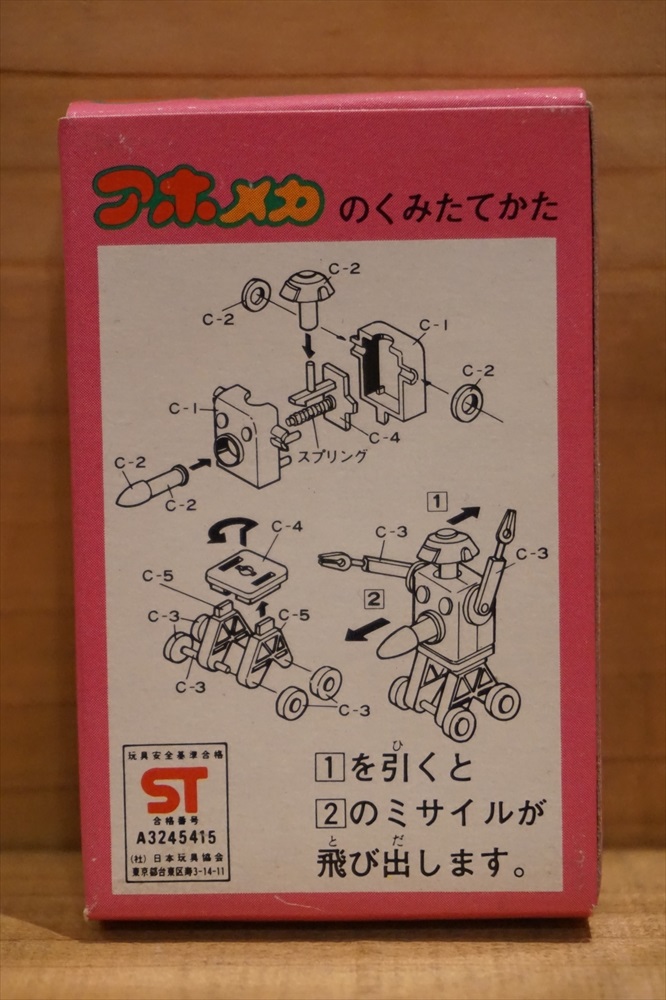 アホメカ のくみたてかた
C-2
C-2
C-1
C-2
C-1
C-4
スプリング
C-2
C-2
1
C-4
C-3
C-3
C-5
2
C-3
C-5
C-3
C-3
玩具安全基準合格
ST
合格番号
A3245415
(社)日本玩具協会
東京都台東区寿3-14-11
1を引くと
ひ
2のミサイルが
飛び出します。
と だ